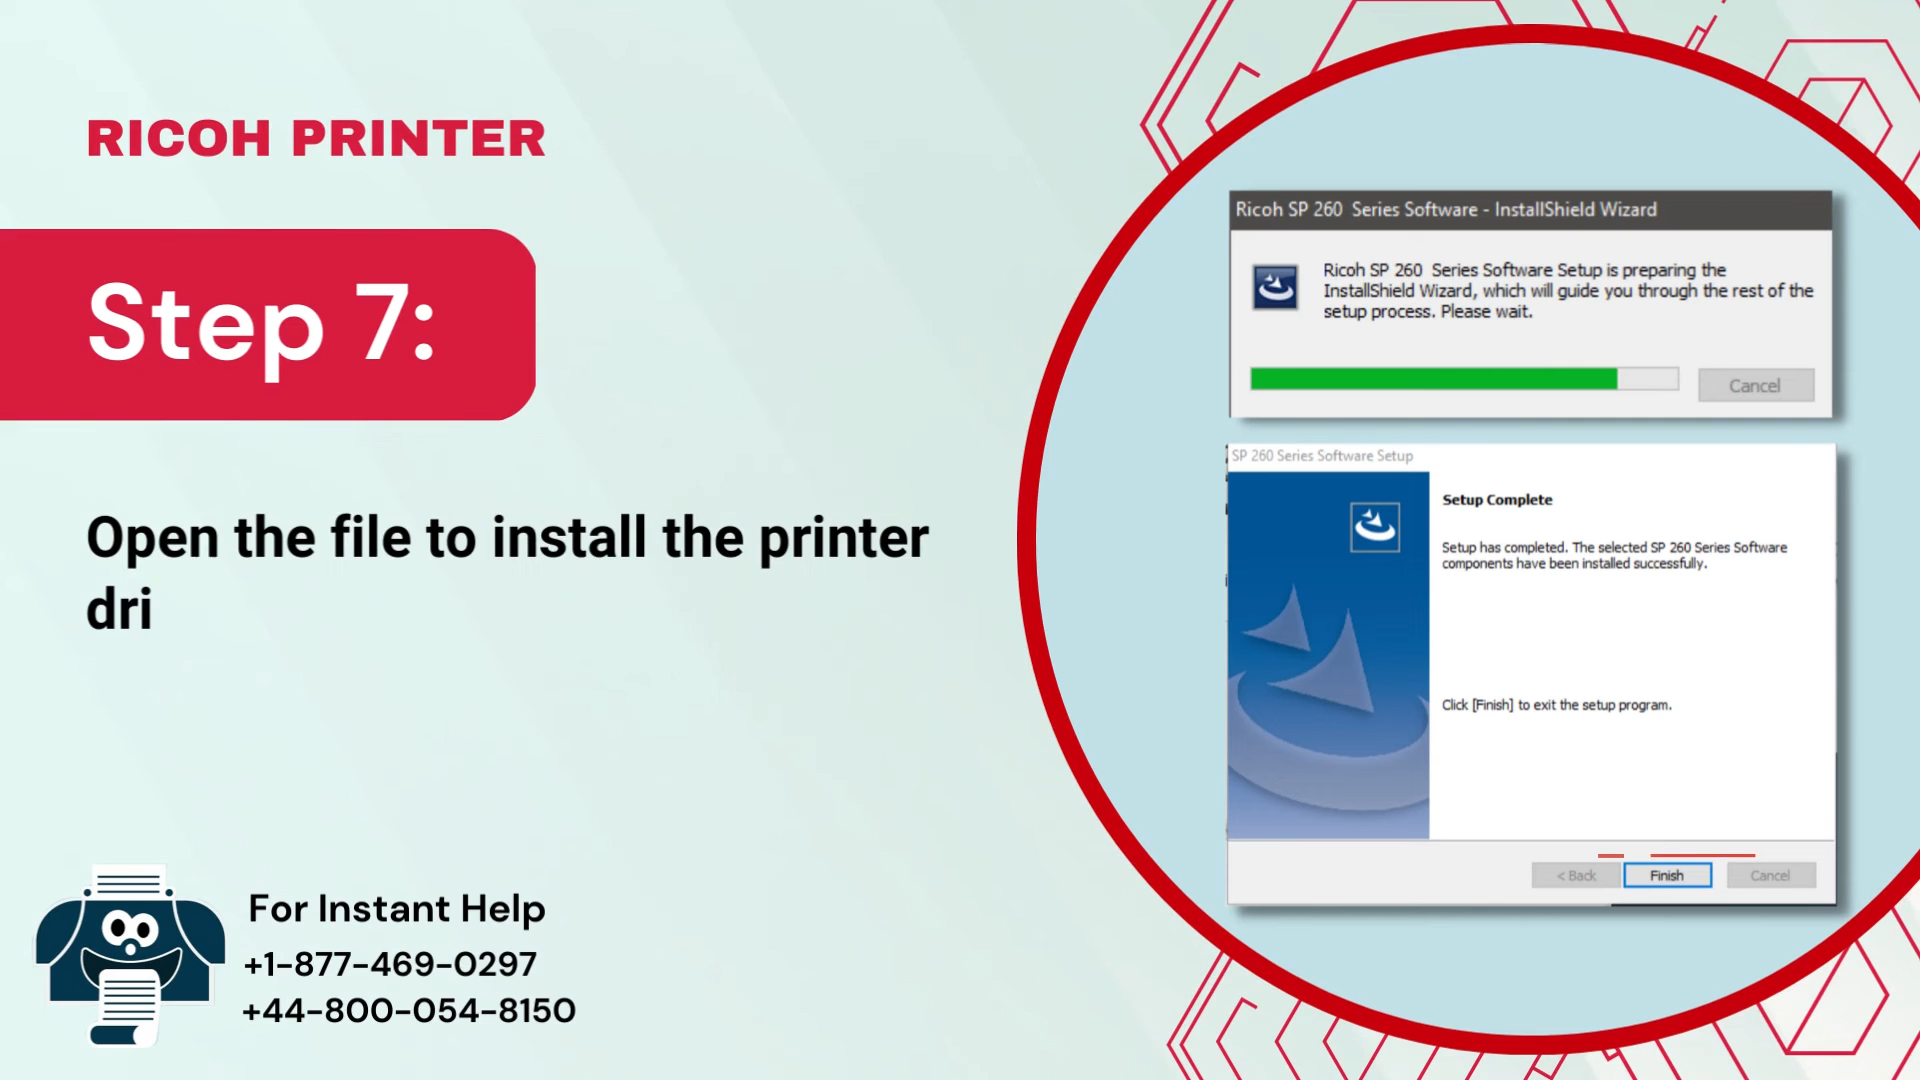 RICOH PRINTER
Step 7:
Open the file to install the printer
dri
For Instant Help
+1-877-469-0297
+44-800-054-8150
Ricoh SP 260 Series Software - InstallShield Wizard
Ricoh SP 260 Series Software Setup is preparing the
InstallShield Wizard, which will guide you through the rest of the
setup process. Please wait.
Cancel
SP 260 Series Software Setup
Setup Complete
Setup has completed. The selected SP 260 Series Software
components have been installed successfully.
Click [Finish] to exit the setup program.
< Back Finish Cancel